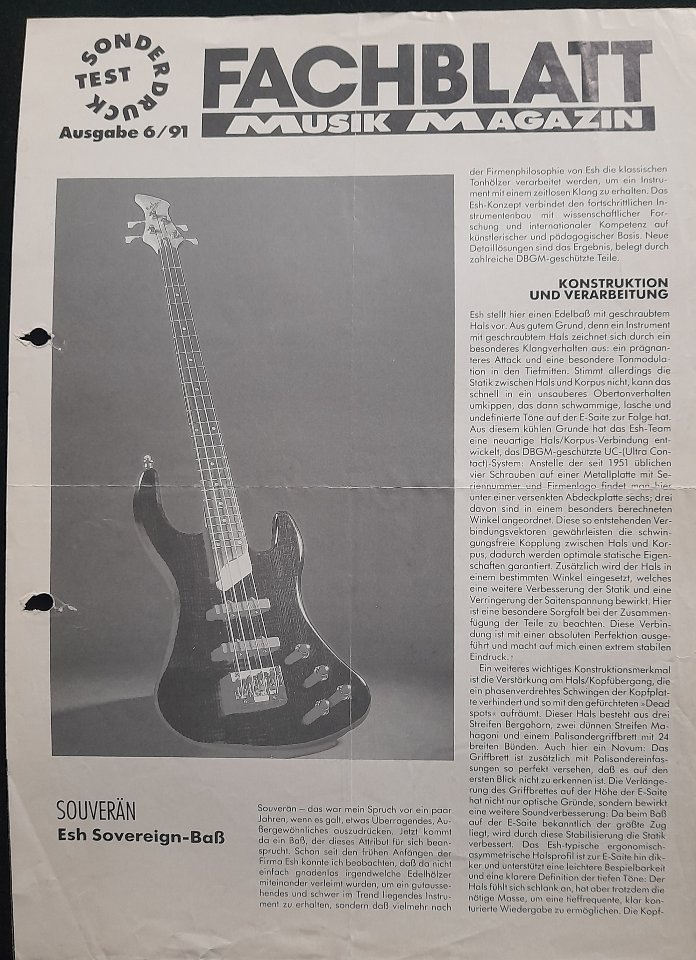 SONDERDRUCK
TEST
Ausgabe 6/91
FACHBLATT
MUSIK MAGAZIN
SOUVERÄN
Esh Sovereign-Baß
Souverän – das war mein Spruch vor ein paar
Jahren, wenn es galt, etwas Überragendes, Au-
ßergewöhnliches auszudrücken. Jetzt kommt
da ein Baß, der dieses Attribut für sich bean-
sprucht. Schon seit den frühen Anfängen der
Firma Esh konnte ich beobachten, daß da nicht
einfach gnadenlos irgendwelche Edelhölzer
miteinander verleimt wurden, um ein gutausse-
hendes und schwer im Trend liegendes Instru-
ment zu erhalten, sondern daß vielmehr nach
der Firmenphilosophie von Esh die klassischen
Tonhölzer verarbeitet werden, um ein Instru-
ment mit einem zeitlosen Klang zu erhalten. Das
Esh-Konzept verbindet den fortschrittlichen In-
strumentenbau mit wissenschaftlicher For-
schung und internationaler Kompetenz auf
künstlerischer und pädagogischer Basis. Neue
Detaillösungen sind das Ergebnis, belegt durch
zahlreiche DBGM-geschützte Teile.
KONSTRUKTION
UND VERARBEITUNG
Esh stellt hier einen Edelbaß mit geschraubtem
Hals vor. Aus gutem Grund, denn ein Instrument
mit geschraubtem Hals zeichnet sich durch ein
besonderes Klangverhalten aus: ein prägnan-
teres Attack und eine besondere Tonmodula-
tion in den Tiefmitten. Stimmt allerdings die
Statik zwischen Hals und Korpus nicht, kann das
schnell in ein unsauberes Obertonverhalten
umkippen, das dann schwammige, lasche und
undefinierte Töne auf der E-Saite zur Folge hat.
Aus diesem kühlen Grunde hat das Esh-Team
eine neuartige Hals/Korpus-Verbindung ent-
wickelt, das DBGM-geschützte UC-(Ultra Con-
tact)-System: Anstelle der seit 1951 üblichen
vier Schrauben auf einer Metallplatte mit Se-
riennummer und Firmenlogo findet man hier
unter einer versenkten Abdeckplatte sechs; drei
davon sind in einem besonders berechneten
Winkel angeordnet. Diese so entstehenden Ver-
bindungsvektoren gewährleisten die schwin-
gungsfreie Kopplung zwischen Hals und Kor-
pus, dadurch werden optimale statische Eigen-
schaften garantiert. Zusätzlich wird der Hals in
einem bestimmten Winkel eingesetzt, welches
eine weitere Verbesserung der Statik und eine
Verringerung der Saitenspannung bewirkt. Hier
ist eine besondere Sorgfalt bei der Zusammen-
fügung der Teile zu beachten. Diese Verbin-
dung ist mit einer absoluten Perfektion ausge-
führt und macht auf mich einen extrem stabilen
Eindruck.
Ein weiteres wichtiges Konstruktionsmerkmal
ist die Verstärkung am Hals/Kopfübergang, die
ein phasenverdrehtes Schwingen der Kopfplat-
te verhindert und so mit den gefürchteten »Dead
spots« aufräumt. Dieser Hals besteht aus drei
Streifen Bergahorn, zwei dünnen Streifen Ma-
hagoni und einem Palisandergriffbrett mit 24
breiten Bünden. Auch hier ein Novum: Das
Griffbrett ist zusätzlich mit Palisandereinfas-
sungen so perfekt versehen, daß es auf den
ersten Blick nicht zu erkennen ist. Die Verlänge-
rung des Griffbrettes auf der Höhe der E-Saite
hat nicht nur optische Gründe, sondern bewirkt
eine weitere Soundverbesserung: Da beim Baß
auf der E-Saite bekanntlich der größte Zug
liegt, wird durch diese Stabilisierung die Statik
verbessert. Das Esh-typische ergonomisch-
asymmetrische Halsprofil ist zur E-Saite hin dik-
ker und unterstützt eine leichtere Bespielbarkeit
und eine klarere Definition der tiefen Töne: Der
Hals fühlt sich schlank an, hat aber trotzdem die
nötige Masse, um eine tieffrequente, klar kon-
turierte Wiedergabe zu ermöglichen. Die Kopf-